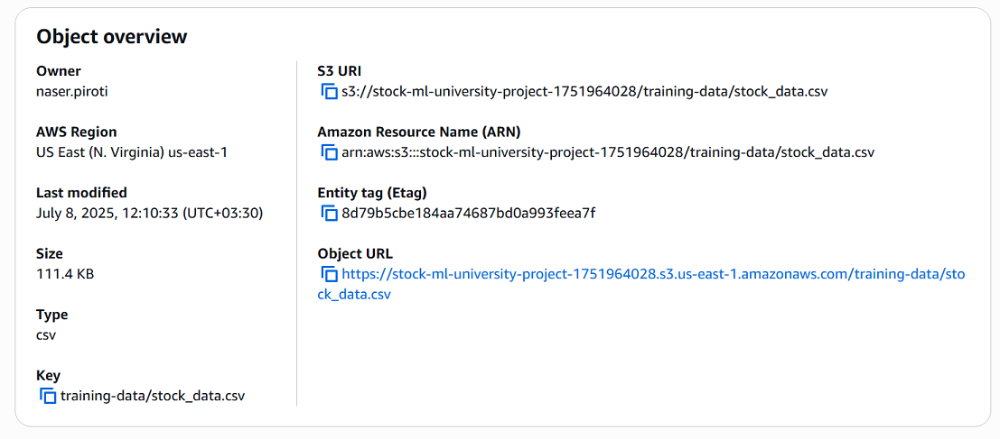 Object overview
Owner
naser.piroti
AWS Region
US East (N. Virginia) us-east-1
Last modified
July 8, 2025, 12:10:33 (UTC+03:30)
Size
111.4 KB
Type
csv
Key
training-data/stock_data.csv
S3 URI
s3://stock-ml-university-project-1751964028/training-data/stock_data.csv
Amazon Resource Name (ARN)
arn:aws:s3:::stock-ml-university-project-1751964028/training-data/stock_data.csv
Entity tag (Etag)
8d79b5cbe184aa74687bd0a993feea7f
Object URL
https://stock-ml-university-project-1751964028.s3.us-east-1.amazonaws.com/training-data/sto
ck_data.csv